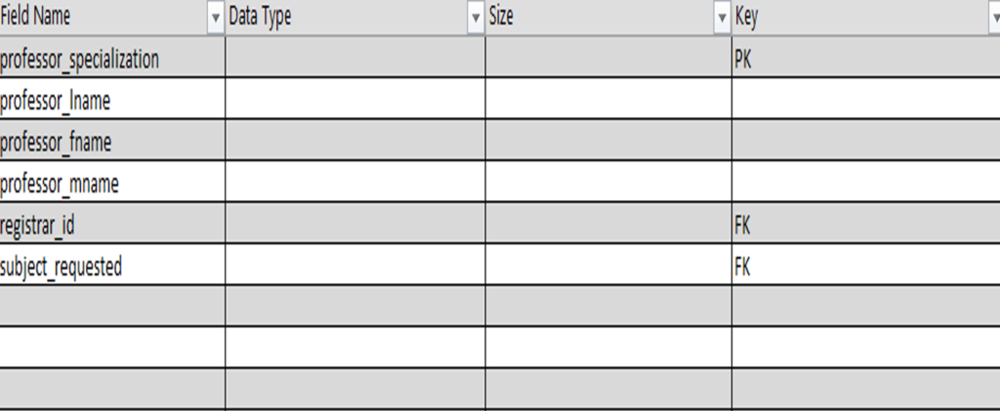 Field Name Data Type Size Key
professor_specialization PK
professor_lname
professor_fname
professor_mname
registrar_id FK
subject_requested FK